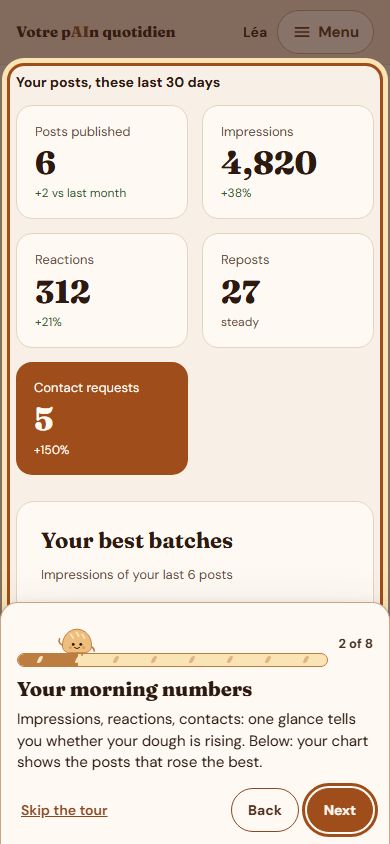 Votre pAIn quotidien
Léa
Menu
Your posts, these last 30 days
Posts published
6
+2 vs last month
Impressions
4,820
+38%
Reactions
312
+21%
Reposts
27
steady
Contact requests
5
+150%
Your best batches
Impressions of your last 6 posts
2 of 8
Your morning numbers
Impressions, reactions, contacts: one glance tells
you whether your dough is rising. Below: your chart
shows the posts that rose the best.
Skip the tour
Back
Next